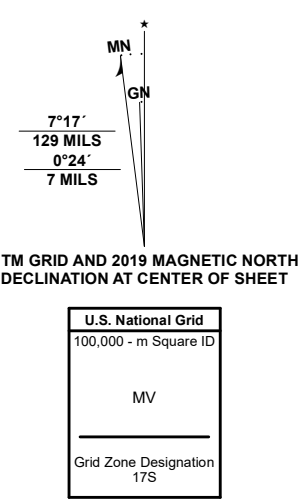 ★
MN
GN
7°17´
129 MILS
0°24´
7 MILS
TM GRID AND 2019 MAGNETIC NORTH
DECLINATION AT CENTER OF SHEET
U.S. National Grid
100,000 - m Square ID
MV
Grid Zone Designation
17S